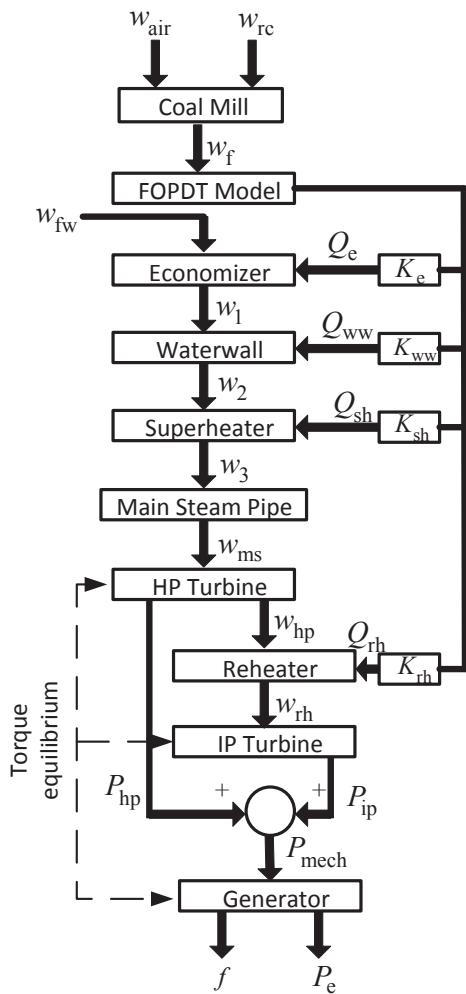 w_air w_rc
Coal Mill
w_f
FOPDT Model
w_fw
Q_e
Economizer K_e
w_1 Q_ww
Waterwall K_ww
w_2 Q_sh
Superheater K_sh
w_3
Main Steam Pipe
w_ms
HP Turbine
w_hp Q_rh
Reheater K_rh
w_rh
Torque
equilibrium
IP Turbine
P_hp + + P_ip
P_mech
Generator
f P_e